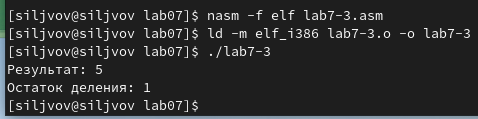 [siljvov@siljvov lab07]$ nasm -f elf lab7-3.asm
[siljvov@siljvov lab07]$ ld -m elf_i386 lab7-3.o -o lab7-3
[siljvov@siljvov lab07]$ ./lab7-3
Результат: 5
Остаток деления: 1
[siljvov@siljvov lab07]$